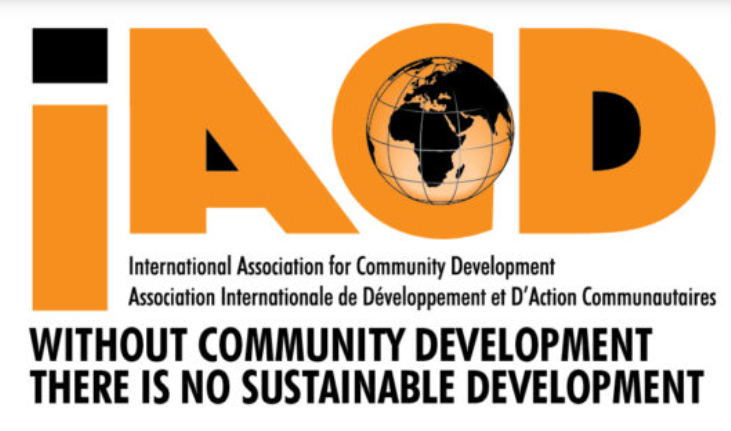 iACD
International Association for Community Development
Association Internationale de Développement et D'Action Communautaires
WITHOUT COMMUNITY DEVELOPMENT
THERE IS NO SUSTAINABLE DEVELOPMENT